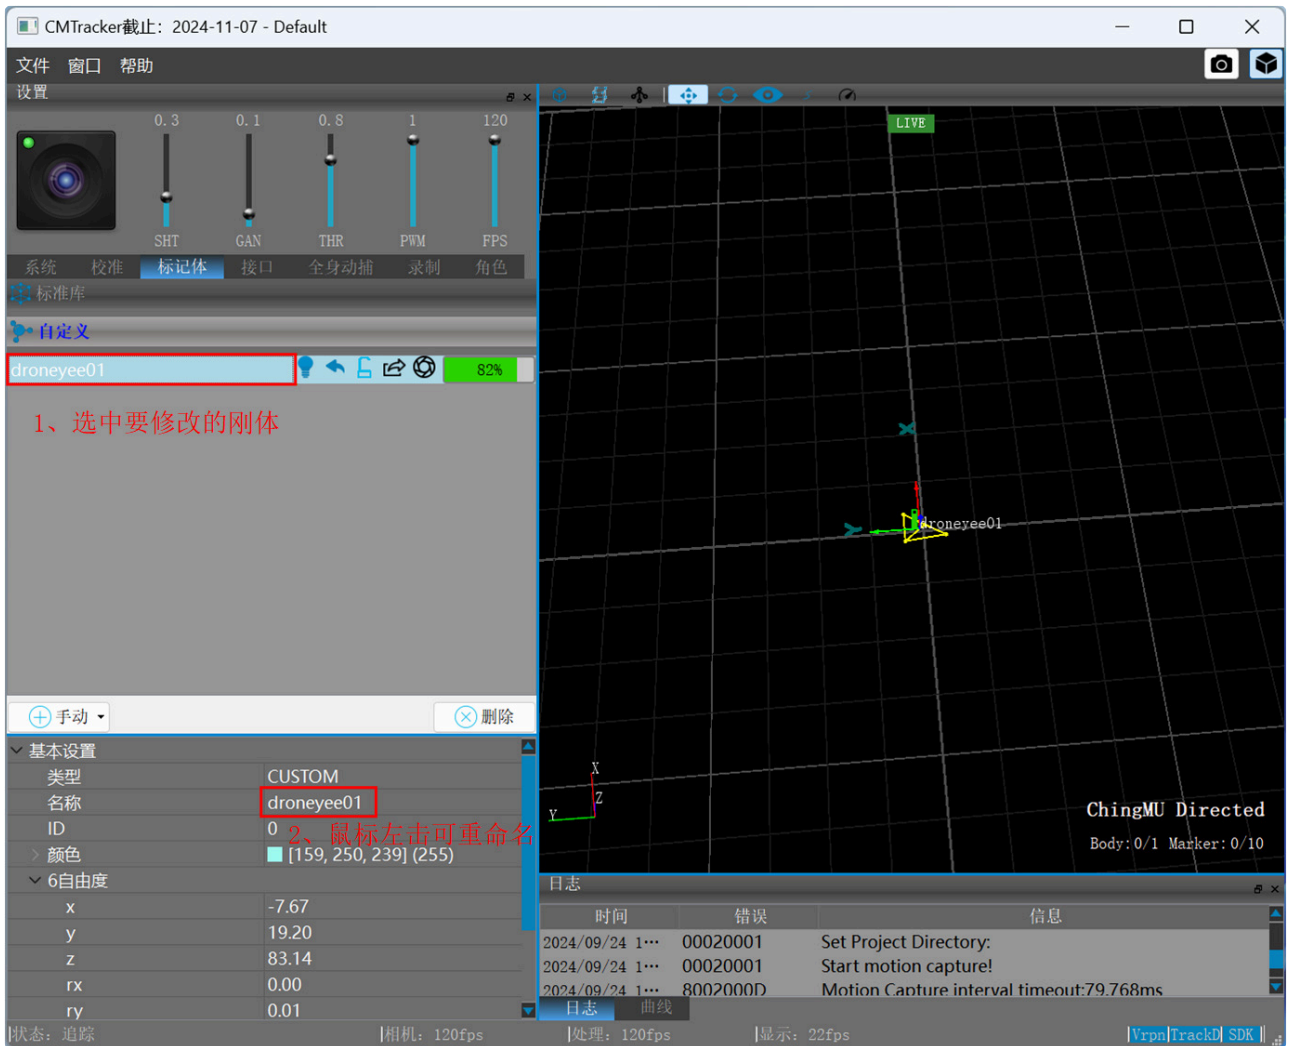 CMTracker截止：2024-11-07 - Default
文件 窗口 帮助
设置
0.3 0.1 0.8 1 120
SHT GAN THR PWM FPS
系统 校准 标记体 接口 全身动捕 录制 角色
标准库
自定义
droneyee01 82%
1、选中要修改的刚体
手动 删除
基本设置
类型 CUSTOM
名称 droneyee01
ID 0
2、鼠标左击可重命名
颜色 [159, 250, 239] (255)
6自由度
x -7.67
y 19.20
z 83.14
rx 0.00
ry 0.01
LIVE
X
Y
droneyee01
X
Z
Y
ChingMU Directed
Body:0/1 Marker:0/10
日志
时间 错误 信息
2024/09/24 1⋯ 00020001 Set Project Directory:
2024/09/24 1⋯ 00020001 Start motion capture!
2024/09/24 1⋯ 8002000D Motion Capture interval timeout:79.768ms
日志 曲线
状态：追踪 相机：120fps 处理：120fps 显示：22fps Vrpn TrackD SDK